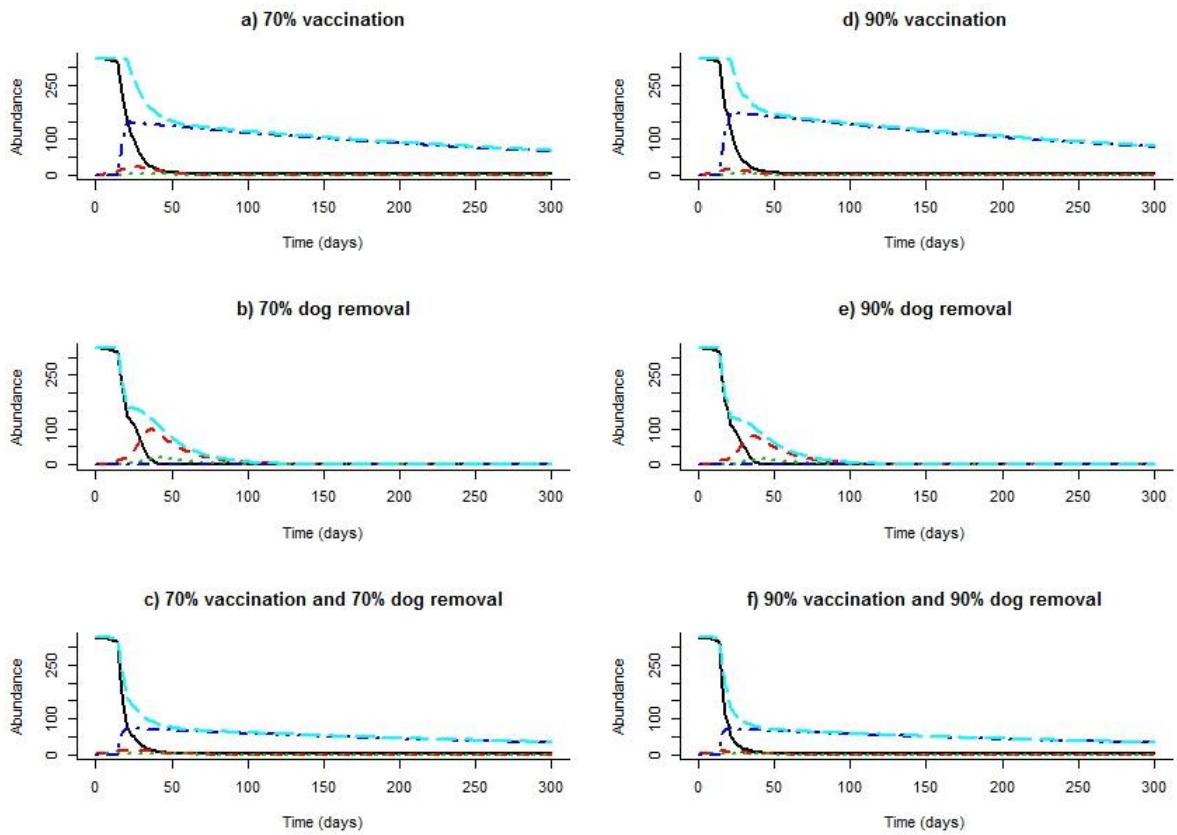 a) 70% vaccination
Abundance
0 100 250
0 50 100 150 200 250 300
Time (days)
d) 90% vaccination
Abundance
0 100 250
0 50 100 150 200 250 300
Time (days)
b) 70% dog removal
Abundance
0 100 250
0 50 100 150 200 250 300
Time (days)
e) 90% dog removal
Abundance
0 100 250
0 50 100 150 200 250 300
Time (days)
c) 70% vaccination and 70% dog removal
Abundance
0 100 250
0 50 100 150 200 250 300
Time (days)
f) 90% vaccination and 90% dog removal
Abundance
0 100 250
0 50 100 150 200 250 300
Time (days)